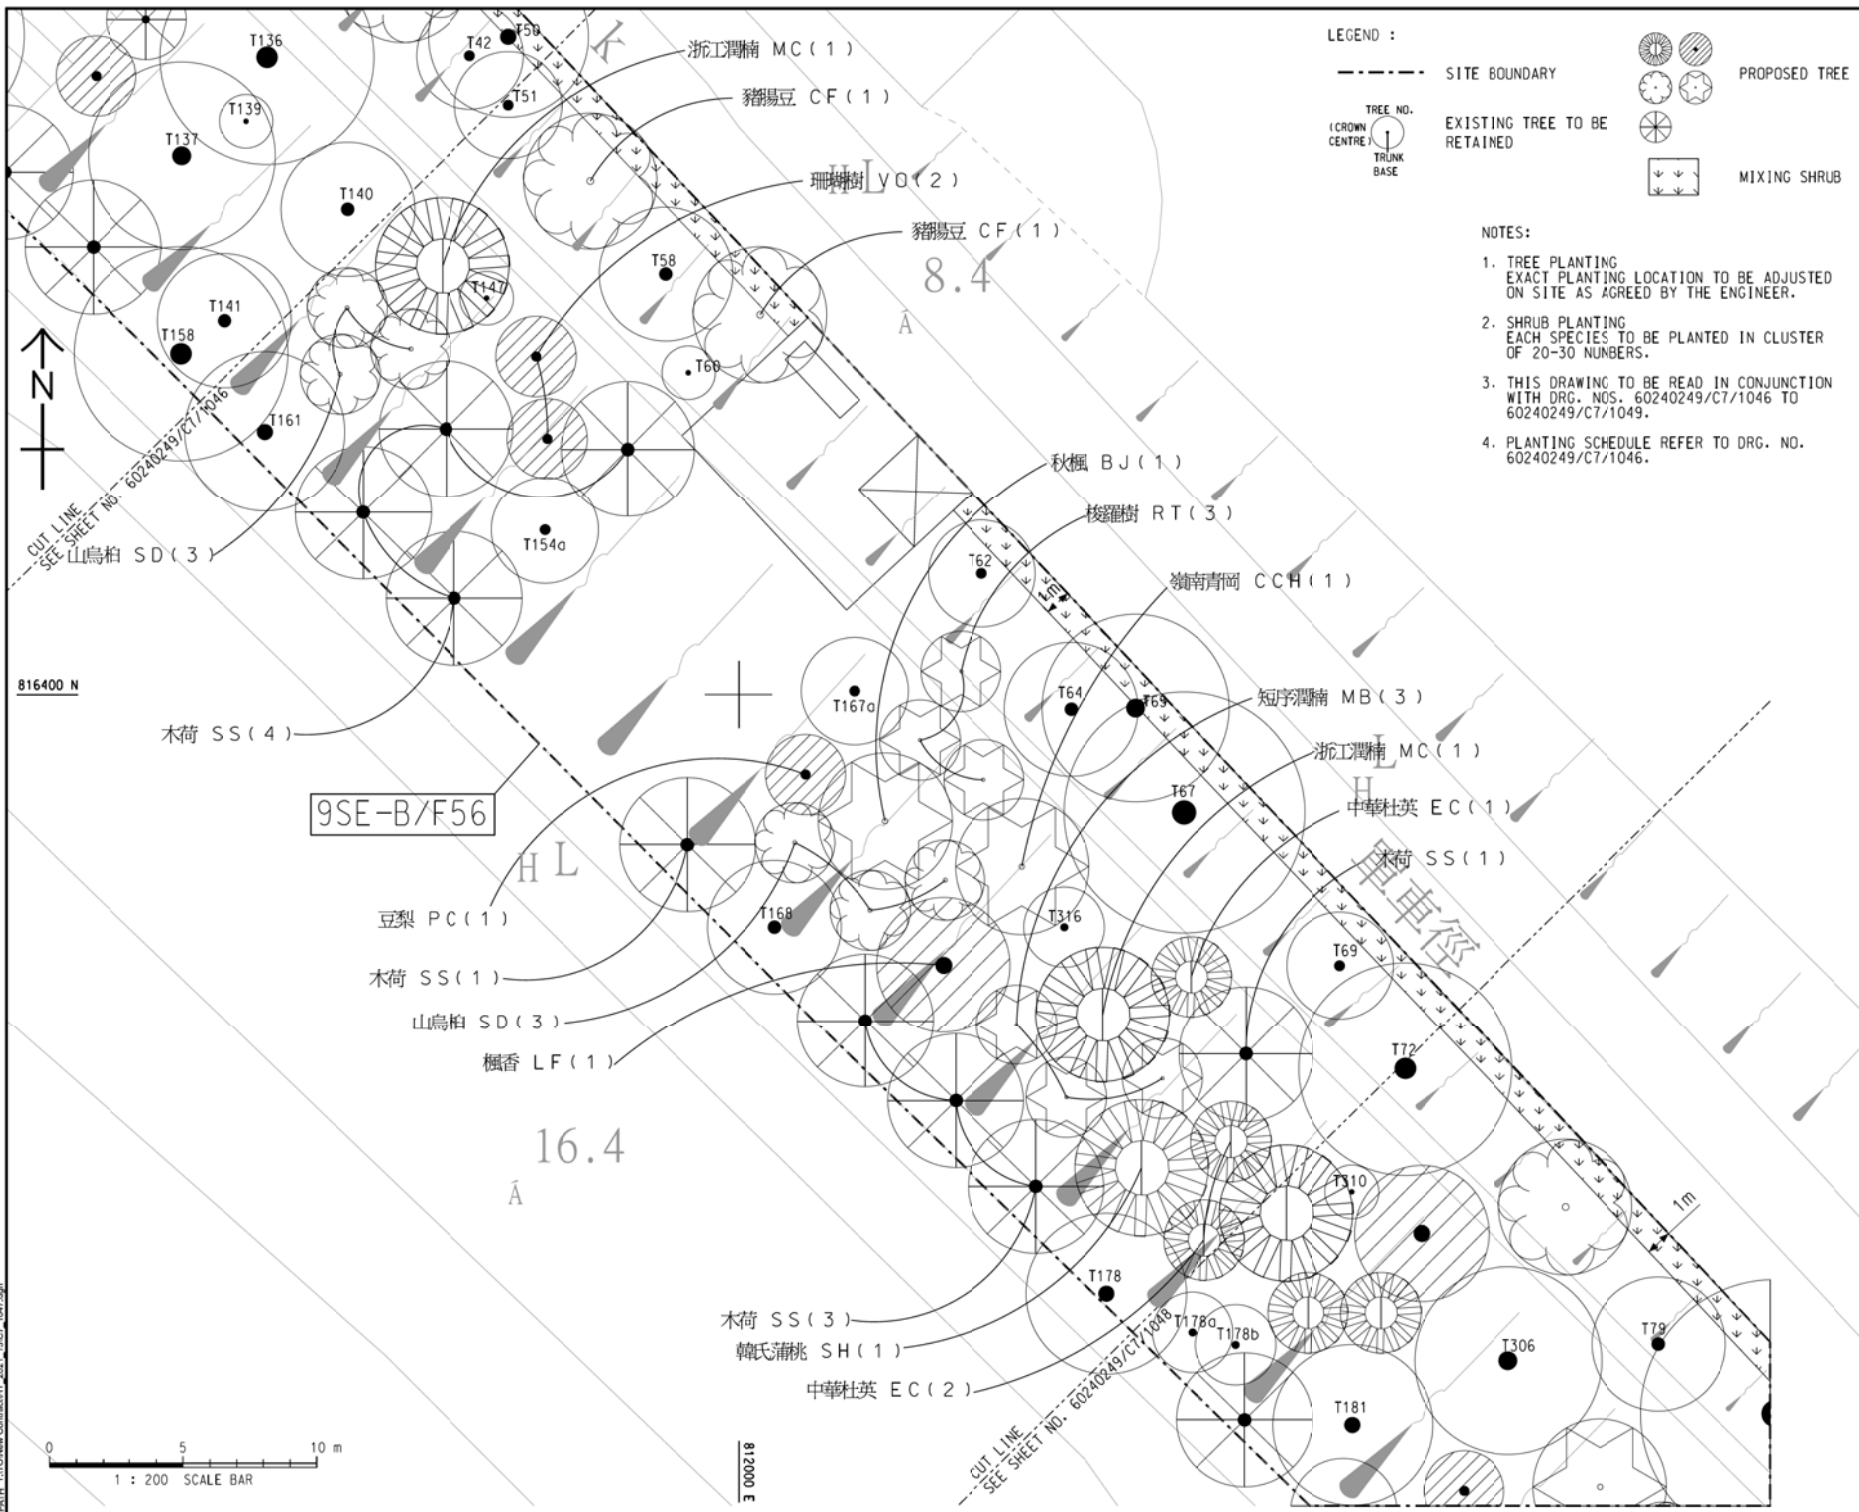 LEGEND :
SITE BOUNDARY
TREE NO.
(CROWN
CENTRE)
TRUNK
BASE
EXISTING TREE TO BE
RETAINED
PROPOSED TREE
MIXING SHRUB
NOTES:
1. TREE PLANTING
EXACT PLANTING LOCATION TO BE ADJUSTED
ON SITE AS AGREED BY THE ENGINEER.
2. SHRUB PLANTING
EACH SPECIES TO BE PLANTED IN CLUSTER
OF 20-30 NUNBERS.
3. THIS DRAWING TO BE READ IN CONJUNCTION
WITH DRG. NOS. 60240249/C7/1046 TO
60240249/C7/1049.
4. PLANTING SCHEDULE REFER TO DRG. NO.
60240249/C7/1046.
T136
T42
T50
T51
T139
T137
T140
T141
T158
T161
T147
T58
T60
T154a
浙江潤楠 MC(1)
豬腸豆 CF(1)
珊瑚樹 VO(2)
豬腸豆 CF(1)
H L
8.4
Á
k
N
CUT LINE
SEE SHEET NO. 60240249/C7/1046
山烏桕 SD(3)
秋楓 BJ(1)
梭羅樹 RT(3)
嶺南青岡 CCH(1)
短序潤楠 MB(3)
浙江潤楠 MC(1)
中華杜英 EC(1)
木荷 SS(1)
T62
1m
T64
T65
T67
T167a
816400 N
木荷 SS(4)
9SE-B/F56
H L
L
H
單車徑
豆梨 PC(1)
木荷 SS(1)
山烏桕 SD(3)
楓香 LF(1)
T168
T316
T69
T72
16.4
Á
T310
1m
T178
T178a
T178b
T306
T79
T181
木荷 SS(3)
韓氏蒲桃 SH(1)
中華杜英 EC(2)
CUT LINE
SEE SHEET NO. 60240249/C7/1048
812000 E
0 5 10 m
1 : 200 SCALE BAR